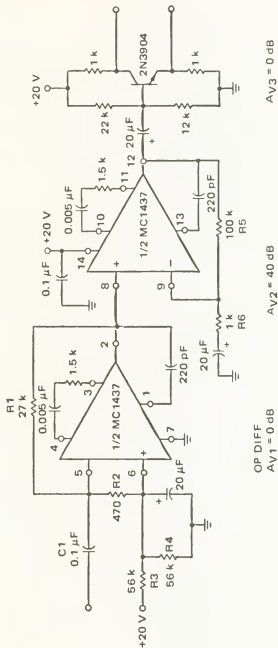 +20 V
1 k
2N3904
1 k
22 k
12 k
20 µF
+
12
1.5 k
11
0.005 µF
10
+20 V
14
0.1 µF
1/2 MC1437
13
220 pF
+
−
8
9
100 k
R5
1 k
R6
20 µF
+
R1
27 k
2
1.5 k
3
0.005 µF
4
1/2 MC1437
1
220 pF
7
5
6
+
C1
0.1 µF
R2
470
+
20 µF
56 k
R3
R4
56 k
+20 V
OP DIFF
AV1 = 0 dB
AV2 = 40 dB
AV3 = 0 dB